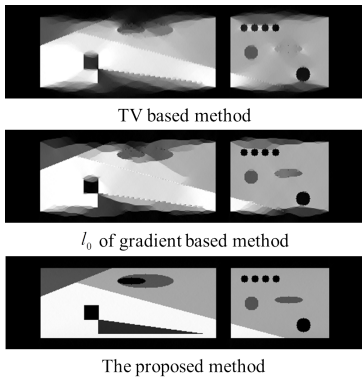 TV based method
l₀ of gradient based method
The proposed method